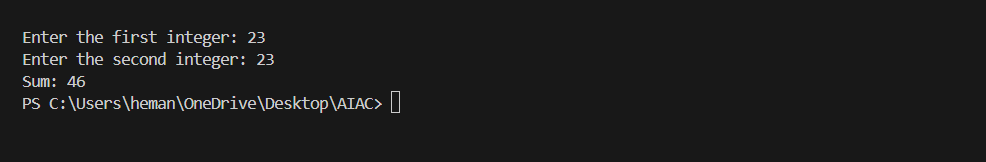 Enter the first integer: 23
Enter the second integer: 23
Sum: 46
PS C:\Users\heman\OneDrive\Desktop\AIAC>